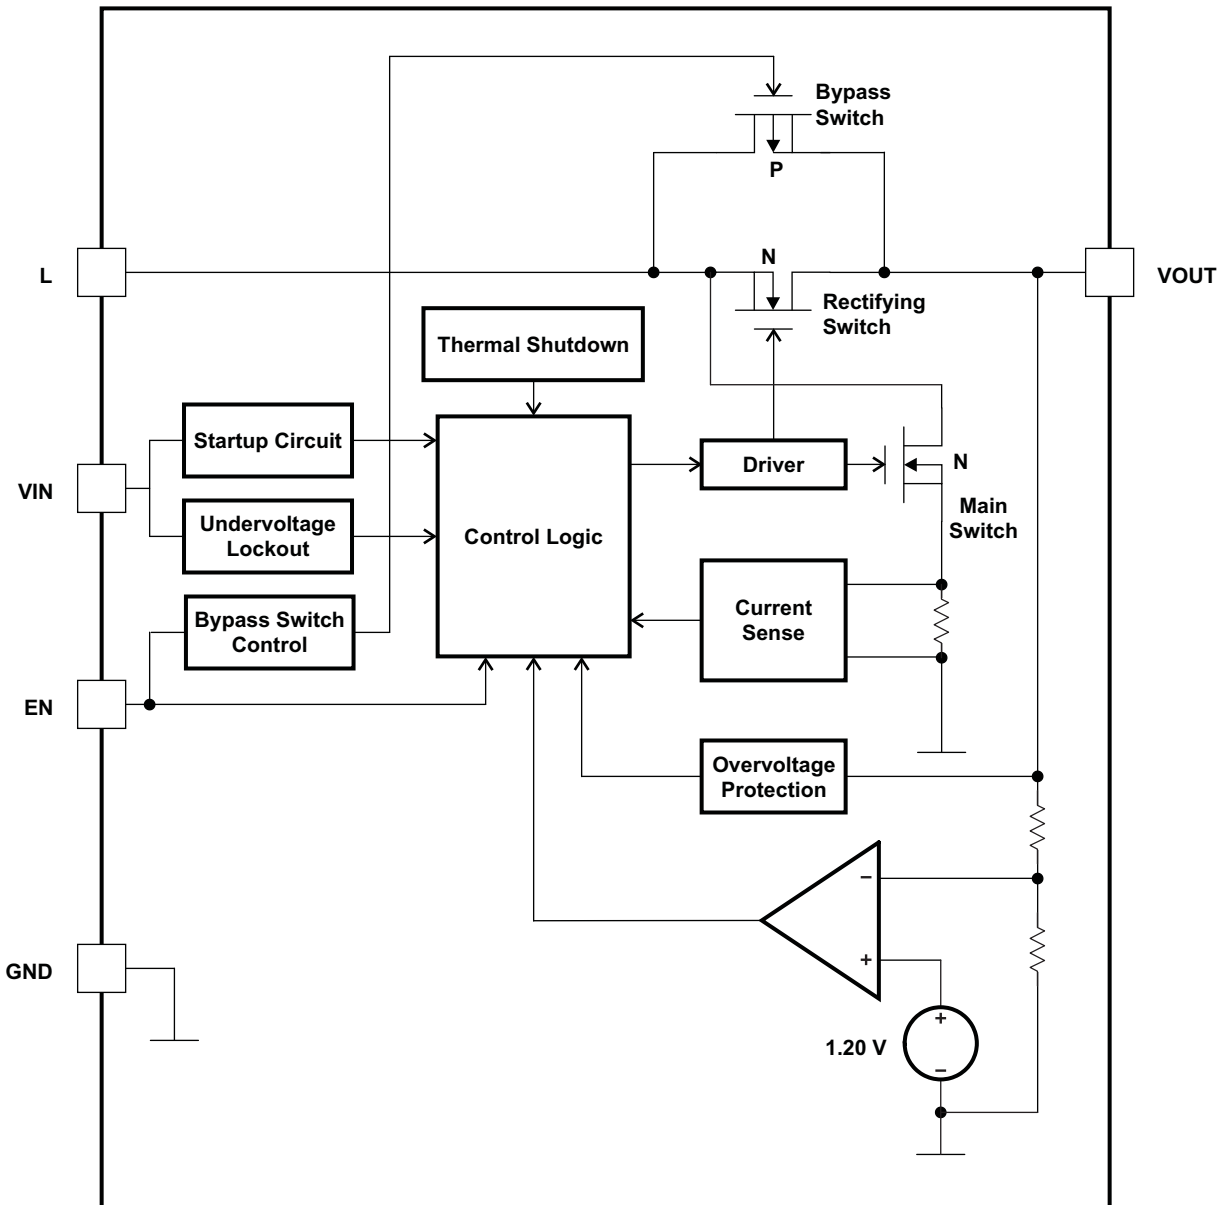 Bypass
Switch
P
L
N
VOUT
Rectifying
Switch
Thermal Shutdown
Startup Circuit
VIN
Driver
N
Main
Switch
Undervoltage
Lockout
Control Logic
Bypass Switch
Control
Current
Sense
EN
Overvoltage
Protection
−
+
GND
+
1.20 V
−